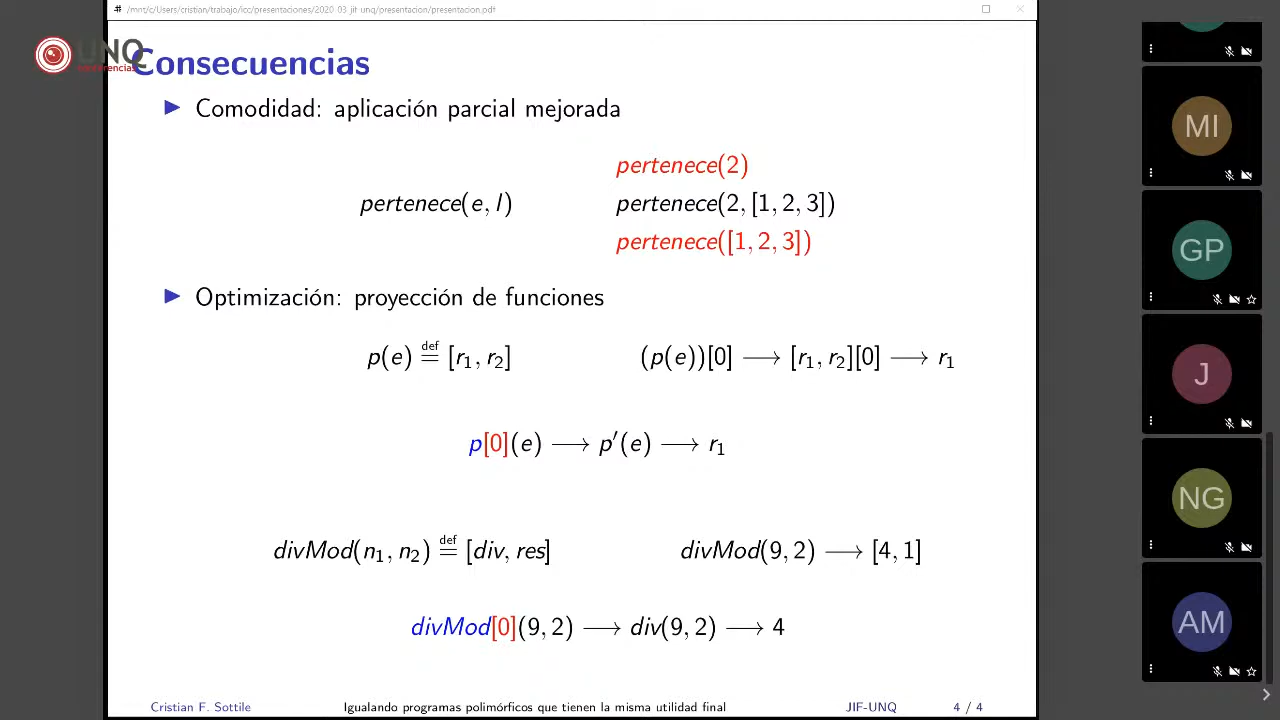 # /mnt/c/Users/cristian/trabajo/icc/presentaciones/2020_03_jif-unq/presentacion/presentacion.pdf
UNQ
Consecuencias
Comodidad: aplicación parcial mejorada
pertenece(2)
pertenece(e, l) pertenece(2, [1, 2, 3])
pertenece([1, 2, 3])
Optimización: proyección de funciones
p(e) def= [r₁, r₂] (p(e))[0] ⟶ [r₁, r₂][0] ⟶ r₁
p[0](e) ⟶ p′(e) ⟶ r₁
divMod(n₁, n₂) def= [div, res] divMod(9, 2) ⟶ [4, 1]
divMod[0](9, 2) ⟶ div(9, 2) ⟶ 4
Cristian F. Sottile Igualando programas polimórficos que tienen la misma utilidad final JIF-UNQ 4 / 4
MI
GP
J
NG
AM